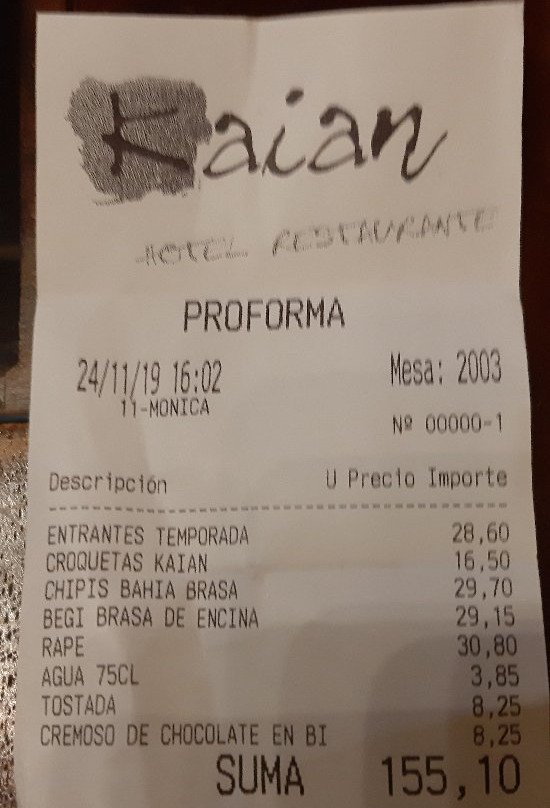 Kaian
HOTEL RESTAURANTE
PROFORMA
24/11/19 16:02 Mesa: 2003
11-MONICA
Nº 00000-1
Descripción U Precio Importe
ENTRANTES TEMPORADA 28,60
CROQUETAS KAIAN 16,50
CHIPIS BAHIA BRASA 29,70
BEGI BRASA DE ENCINA 29,15
RAPE 30,80
AGUA 75CL 3,85
TOSTADA 8,25
CREMOSO DE CHOCOLATE EN BI 8,25
SUMA 155,10